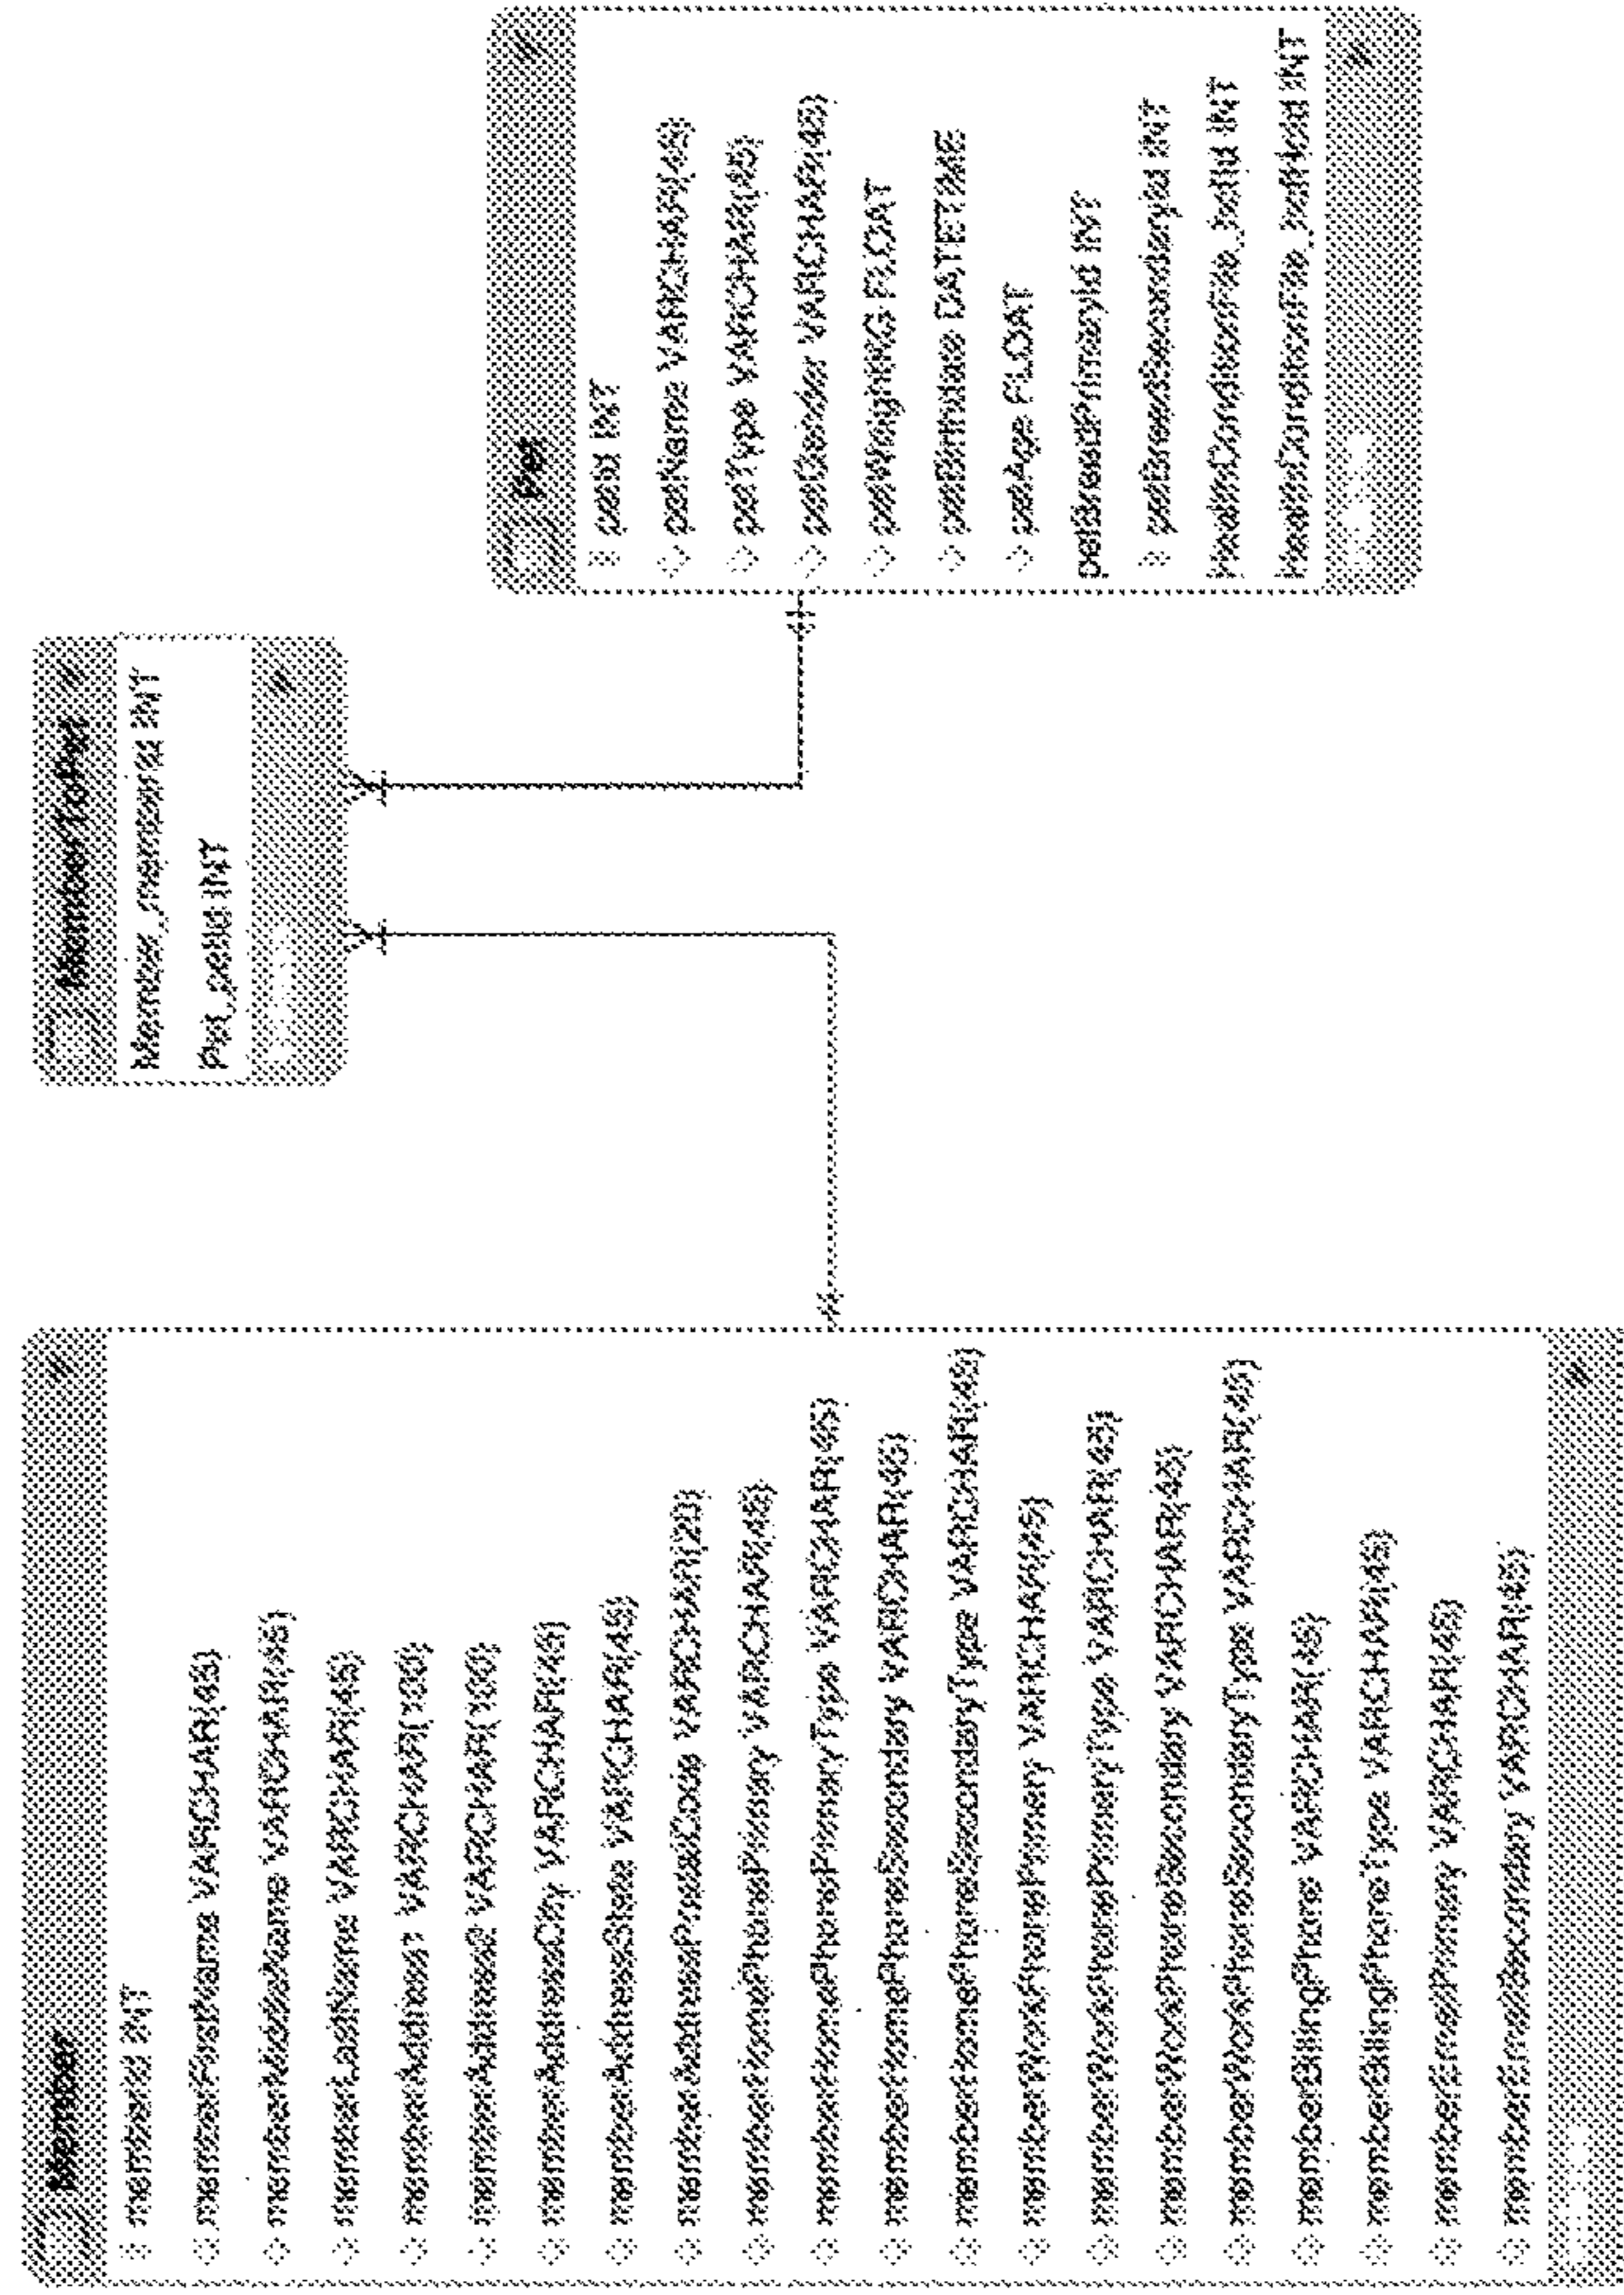 Member
memberId INT
memberFirstName VARCHAR(45)
memberMiddleName VARCHAR(45)
memberLastName VARCHAR(45)
memberAddress1 VARCHAR(100)
memberAddress2 VARCHAR(100)
memberAddressCity VARCHAR(45)
memberAddressState VARCHAR(45)
memberAddressPostalCode VARCHAR(20)
memberHomePhonePrimary VARCHAR(45)
memberHomePhonePrimaryType VARCHAR(45)
memberHomePhoneSecondary VARCHAR(45)
memberHomePhoneSecondaryType VARCHAR(45)
memberWorkPhonePrimary VARCHAR(45)
memberWorkPhonePrimaryType VARCHAR(45)
memberWorkPhoneSecondary VARCHAR(45)
memberWorkPhoneSecondaryType VARCHAR(45)
memberBillingPhone VARCHAR(45)
memberBillingPhoneType VARCHAR(45)
memberEmailPrimary VARCHAR(45)
memberEmailSecondary VARCHAR(45)
MemberToPet
Member_memberId INT
Pet_petId INT
Pet
petId INT
petName VARCHAR(45)
petType VARCHAR(45)
petGender VARCHAR(45)
petWeightKG FLOAT
petBirthdate DATETIME
petAge FLOAT
petBreedPrimaryId INT
petBreedSecondaryId INT
INT
INT